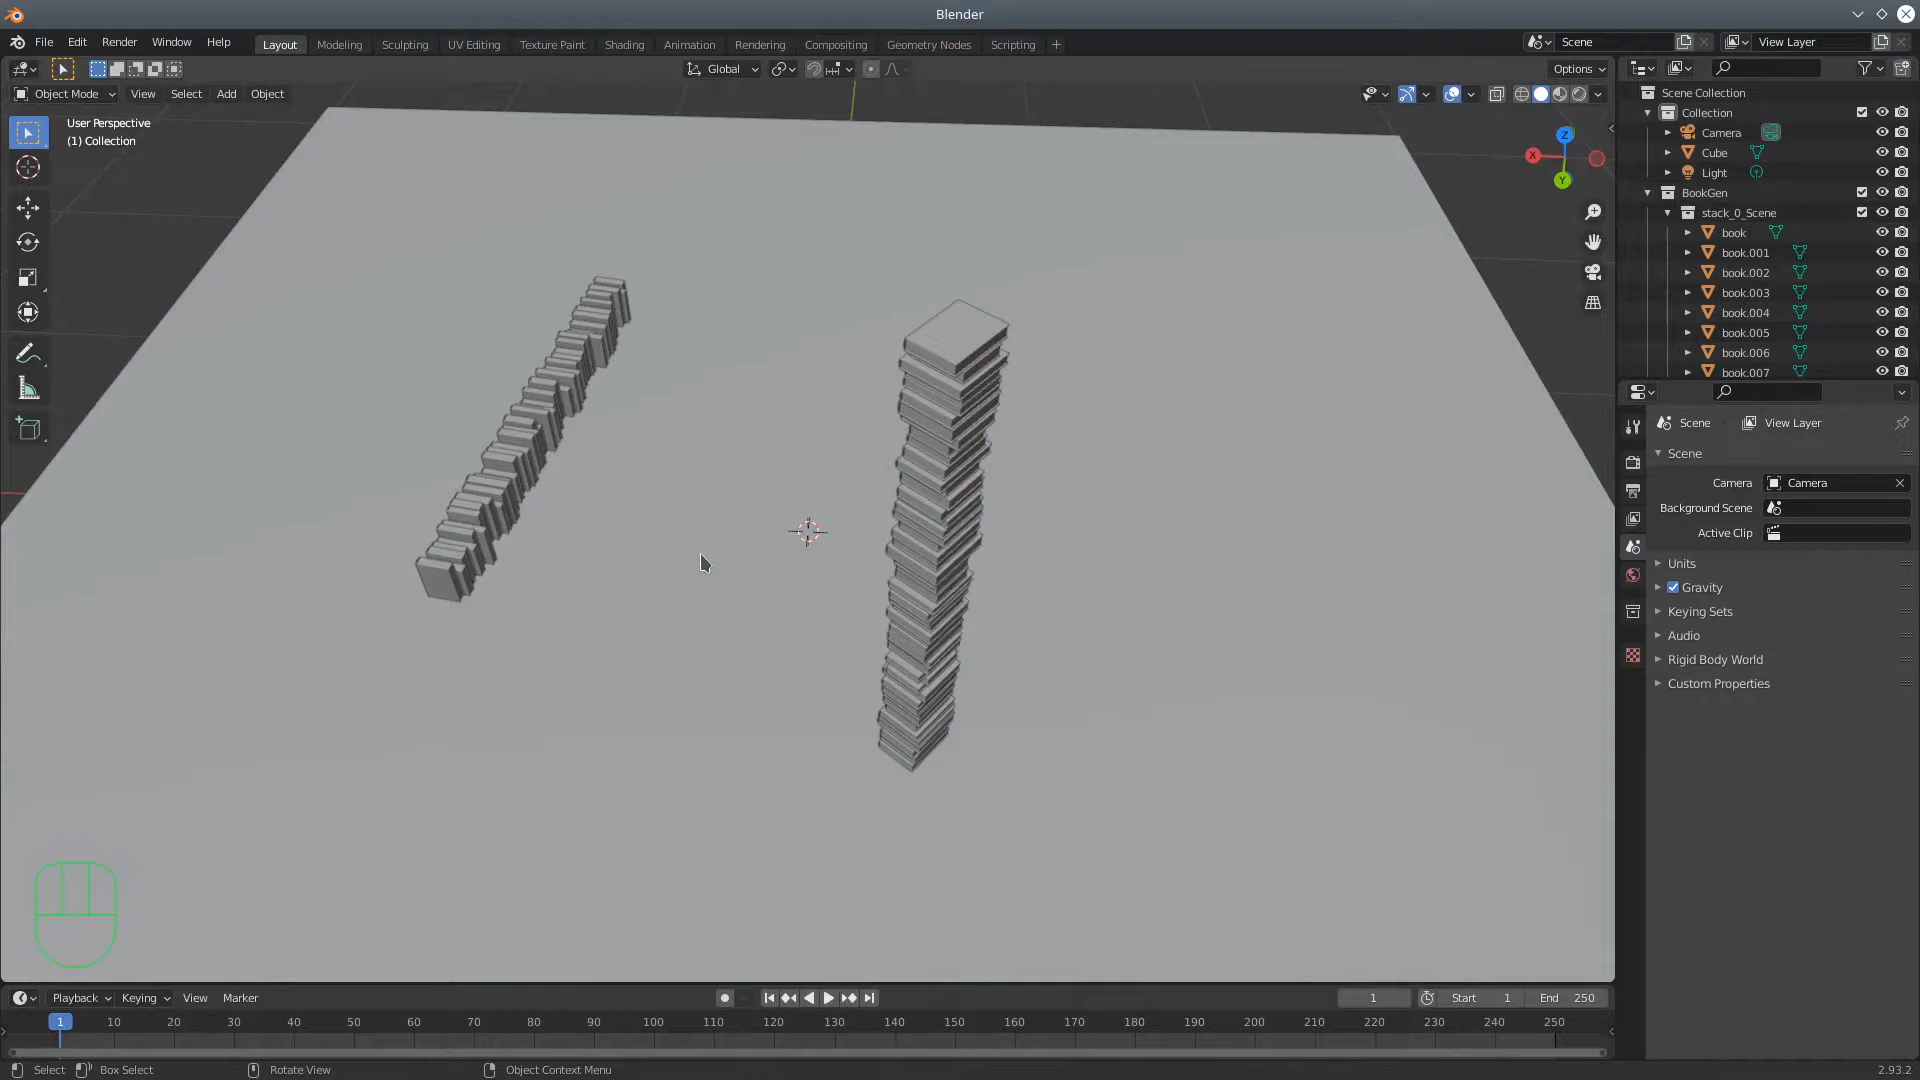 Blender
File Edit Render Window Help
Layout Modeling Sculpting UV Editing Texture Paint Shading Animation Rendering Compositing Geometry Nodes Scripting +
Scene
View Layer
Global
Options
Object Mode View Select Add Object
User Perspective
(1) Collection
Z
X
Y
Scene Collection
Collection
Camera
Cube
Light
BookGen
stack_0_Scene
book
book.001
book.002
book.003
book.004
book.005
book.006
book.007
Scene View Layer
Scene
Camera Camera
Background Scene
Active Clip
Units
Gravity
Keying Sets
Audio
Rigid Body World
Custom Properties
Playback Keying View Marker
1 Start 1 End 250
1 10 20 30 40 50 60 70 80 90 100 110 120 130 140 150 160 170 180 190 200 210 220 230 240 250
Select Box Select Rotate View Object Context Menu 2.93.2